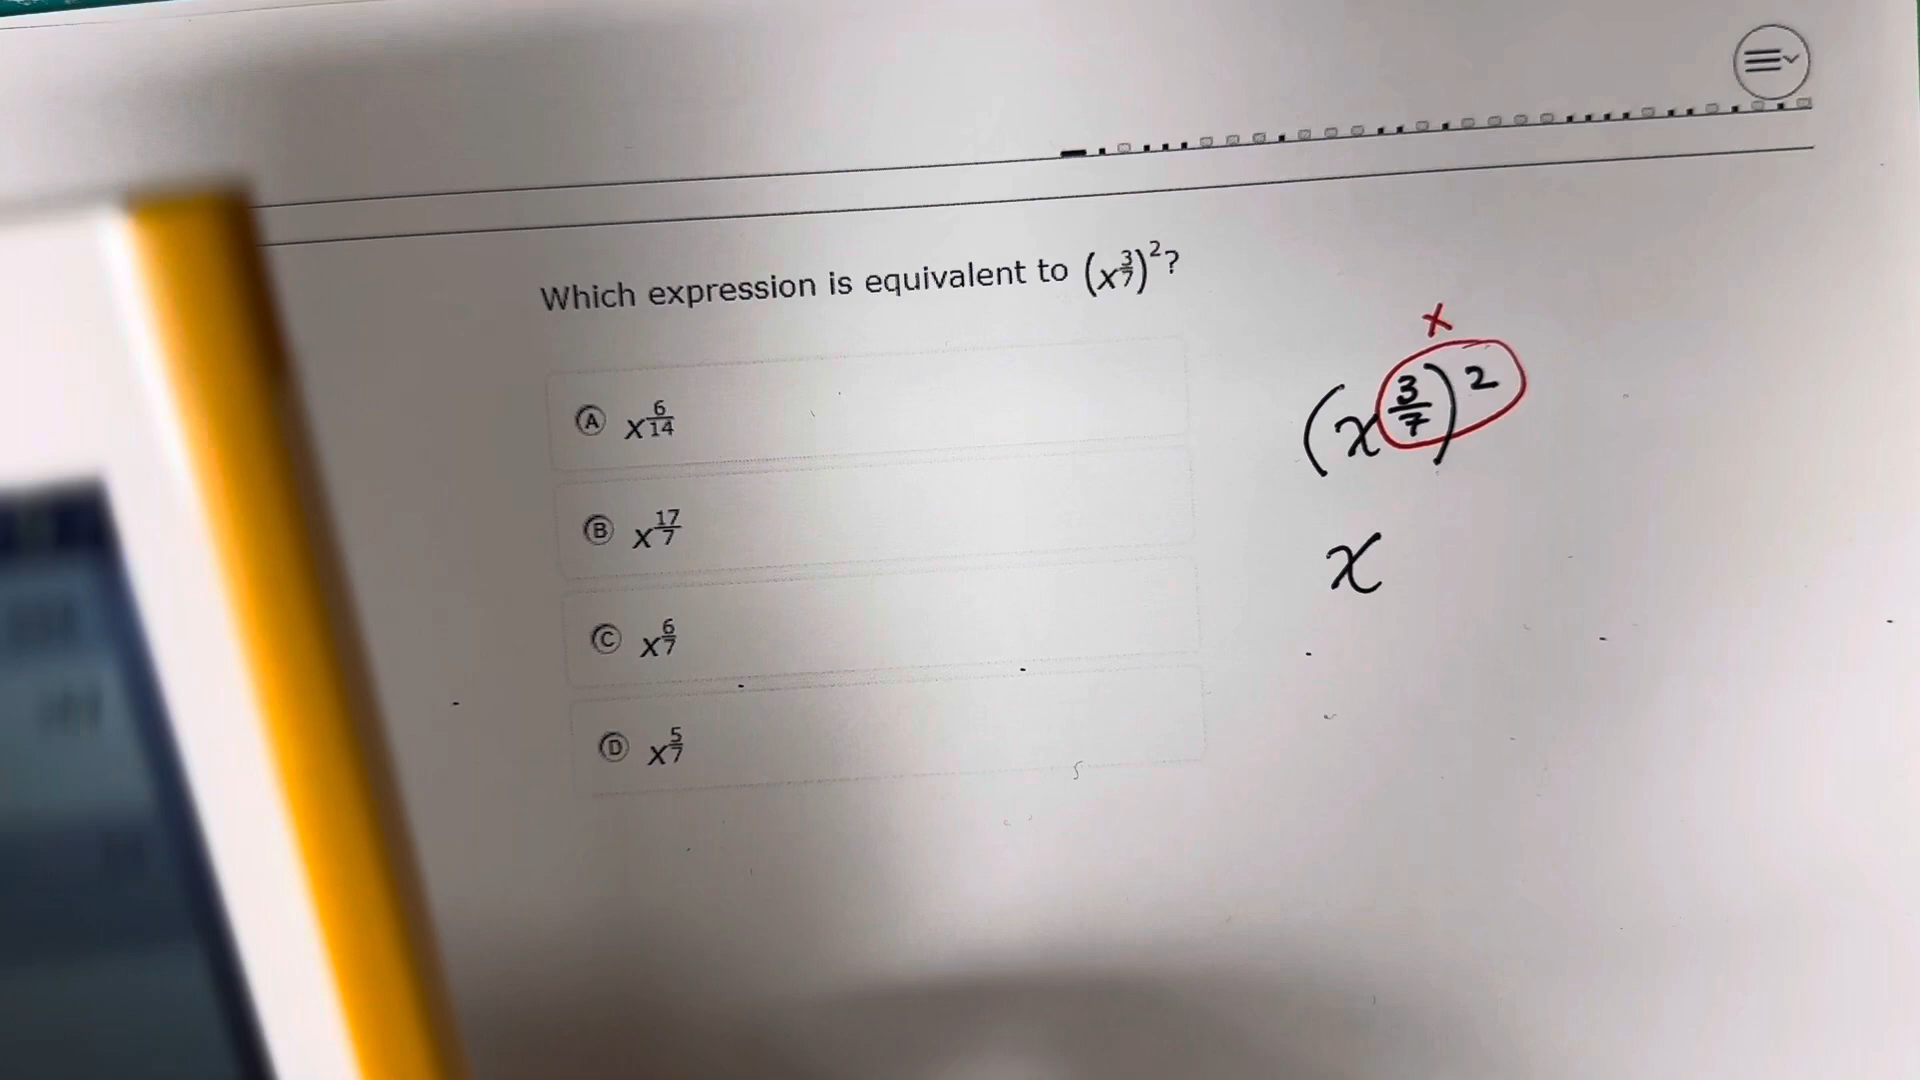 Which expression is equivalent to (x^{3/7})^2?
A x^{6/14}
B x^{17/7}
C x^{6/7}
D x^{5/7}
x
(x^{3/7})^2
x